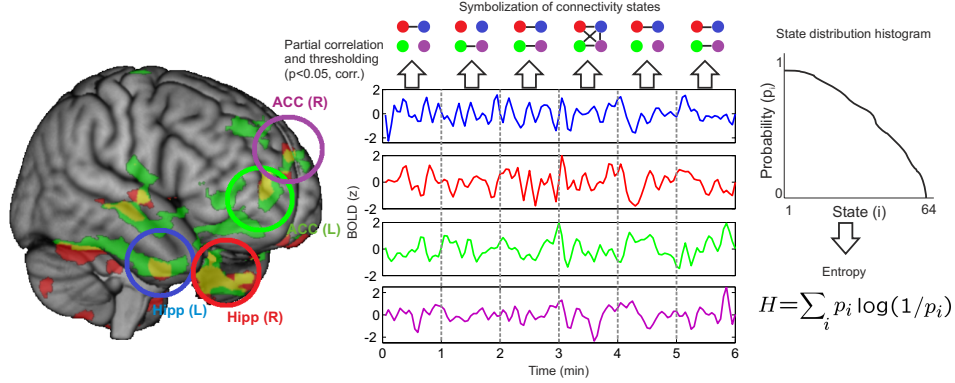 Symbolization of connectivity states
Partial correlation
and thresholding
(p<0.05, corr.)
ACC (R)
ACC (L)
Hipp (L)
Hipp (R)
BOLD (z)
2
0
-2
2
0
-2
2
0
-2
2
0
-2
0 1 2 3 4 5 6
Time (min)
State distribution histogram
Probability (pᵢ)
1
0
1 64
State (i)
Entropy
H=∑ᵢ pᵢ log(1/pᵢ)